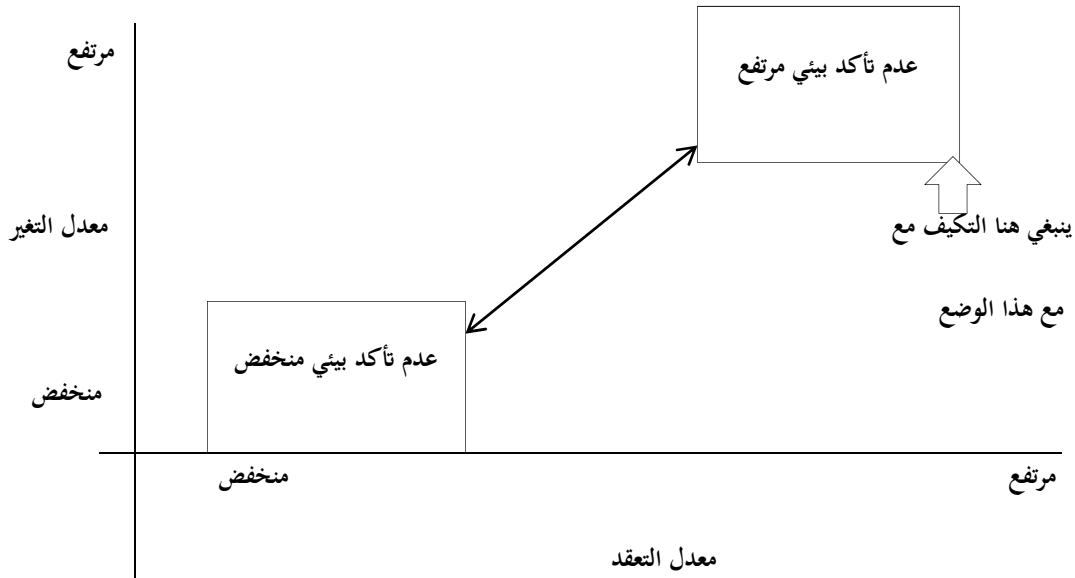 مرتفع
عدم تأكد بيئي مرتفع
معدل التغير
ينبغي هنا التكيف مع
مع هذا الوضع
عدم تأكد بيئي منخفض
منخفض
منخفض
مرتفع
معدل التعقد